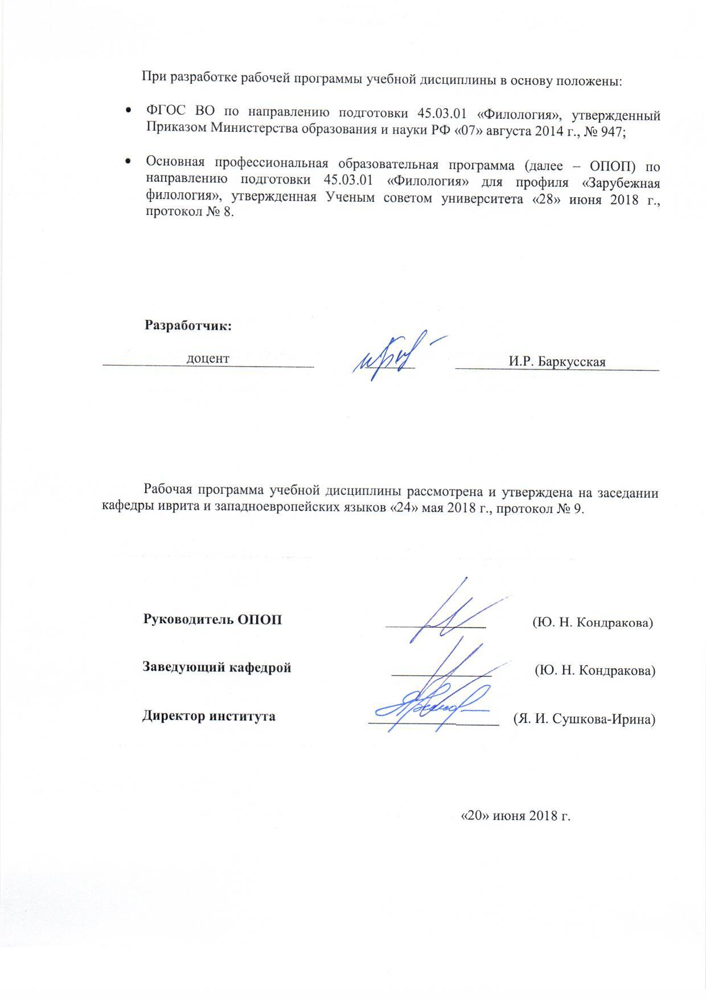 При разработке рабочей программы учебной дисциплины в основу положены:
• ФГОС ВО по направлению подготовки 45.03.01 «Филология», утвержденный
Приказом Министерства образования и науки РФ «07» августа 2014 г., № 947;
• Основная профессиональная образовательная программа (далее – ОПОП) по
направлению подготовки 45.03.01 «Филология» для профиля «Зарубежная
филология», утвержденная Ученым советом университета «28» июня 2018 г.,
протокол № 8.
Разработчик:
доцент И.Р. Баркусская
Рабочая программа учебной дисциплины рассмотрена и утверждена на заседании
кафедры иврита и западноевропейских языков «24» мая 2018 г., протокол № 9.
Руководитель ОПОП (Ю. Н. Кондракова)
Заведующий кафедрой (Ю. Н. Кондракова)
Директор института (Я. И. Сушкова-Ирина)
«20» июня 2018 г.